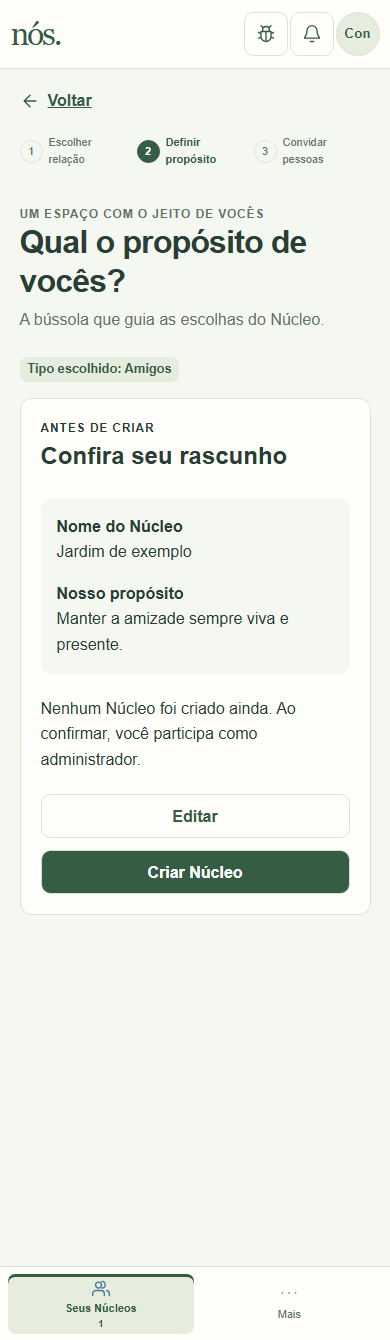 nós.
Con
Voltar
1
Escolher
relação
2
Definir
propósito
3
Convidar
pessoas
UM ESPAÇO COM O JEITO DE VOCÊS
Qual o propósito de
vocês?
A bússola que guia as escolhas do Núcleo.
Tipo escolhido: Amigos
ANTES DE CRIAR
Confira seu rascunho
Nome do Núcleo
Jardim de exemplo
Nosso propósito
Manter a amizade sempre viva e
presente.
Nenhum Núcleo foi criado ainda. Ao
confirmar, você participa como
administrador.
Editar
Criar Núcleo
Seus Núcleos
1
...
Mais